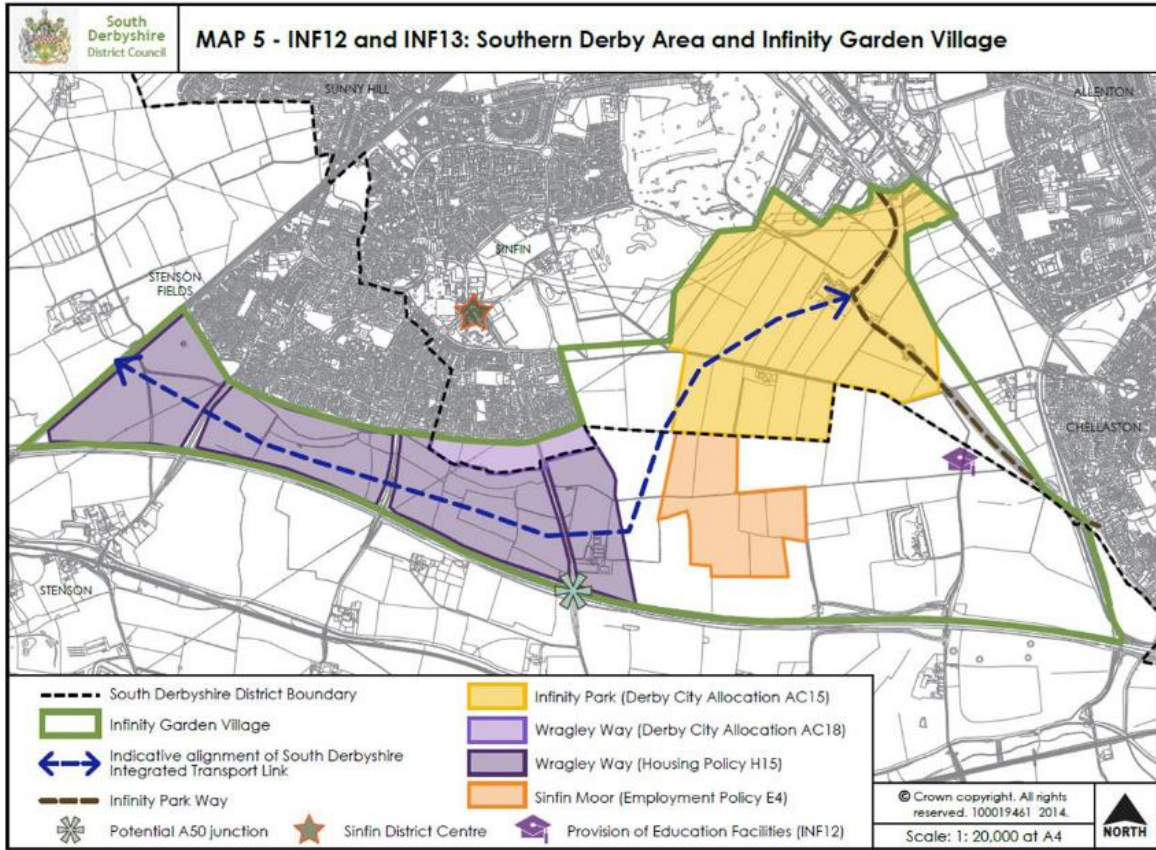 South
Derbyshire
District Council
MAP 5 - INF12 and INF13: Southern Derby Area and Infinity Garden Village
SUNNY HILL
ALLENTON
SINFIN
STENSON
FIELDS
CHELLASTON
STENSON
South Derbyshire District Boundary
Infinity Garden Village
Indicative alignment of South Derbyshire
Integrated Transport Link
Infinity Park Way
Potential A50 junction
Sinfin District Centre
Provision of Education Facilities (INF12)
Infinity Park (Derby City Allocation AC15)
Wragley Way (Derby City Allocation AC18)
Wragley Way (Housing Policy H15)
Sinfin Moor (Employment Policy E4)
© Crown copyright. All rights
reserved. 100019461 2014.
Scale: 1: 20,000 at A4
NORTH